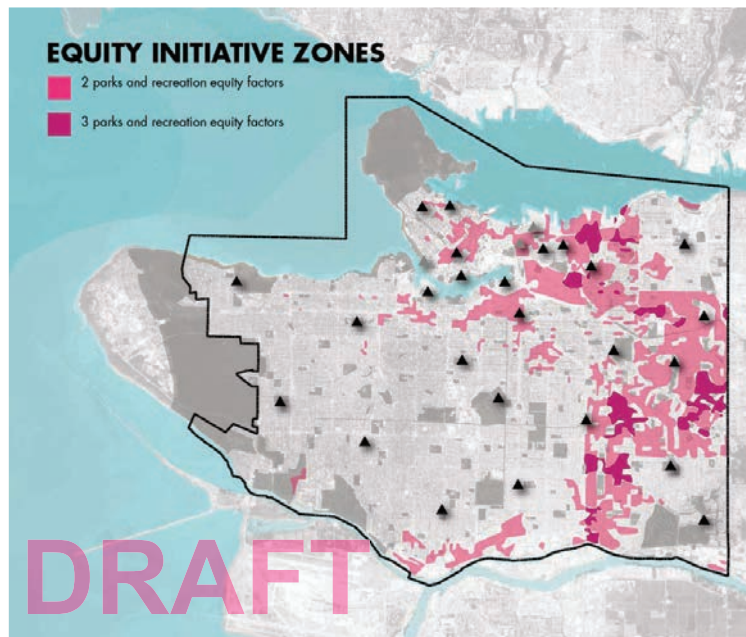 EQUITY INITIATIVE ZONES
2 parks and recreation equity factors
3 parks and recreation equity factors
DRAFT